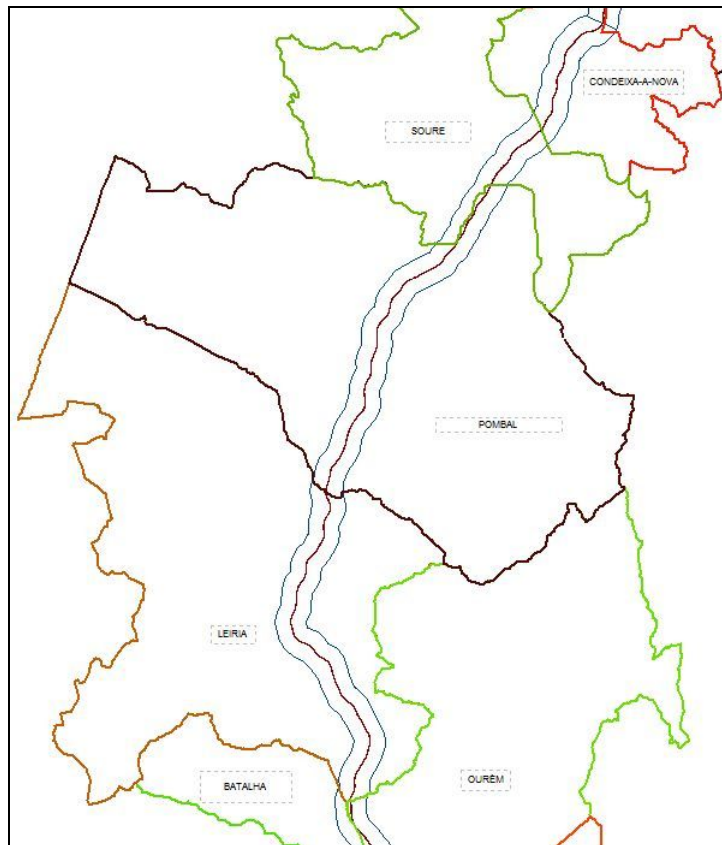 CONDEIXA-A-NOVA
SOURE
POMBAL
LEIRIA
BATALHA
OURÉM